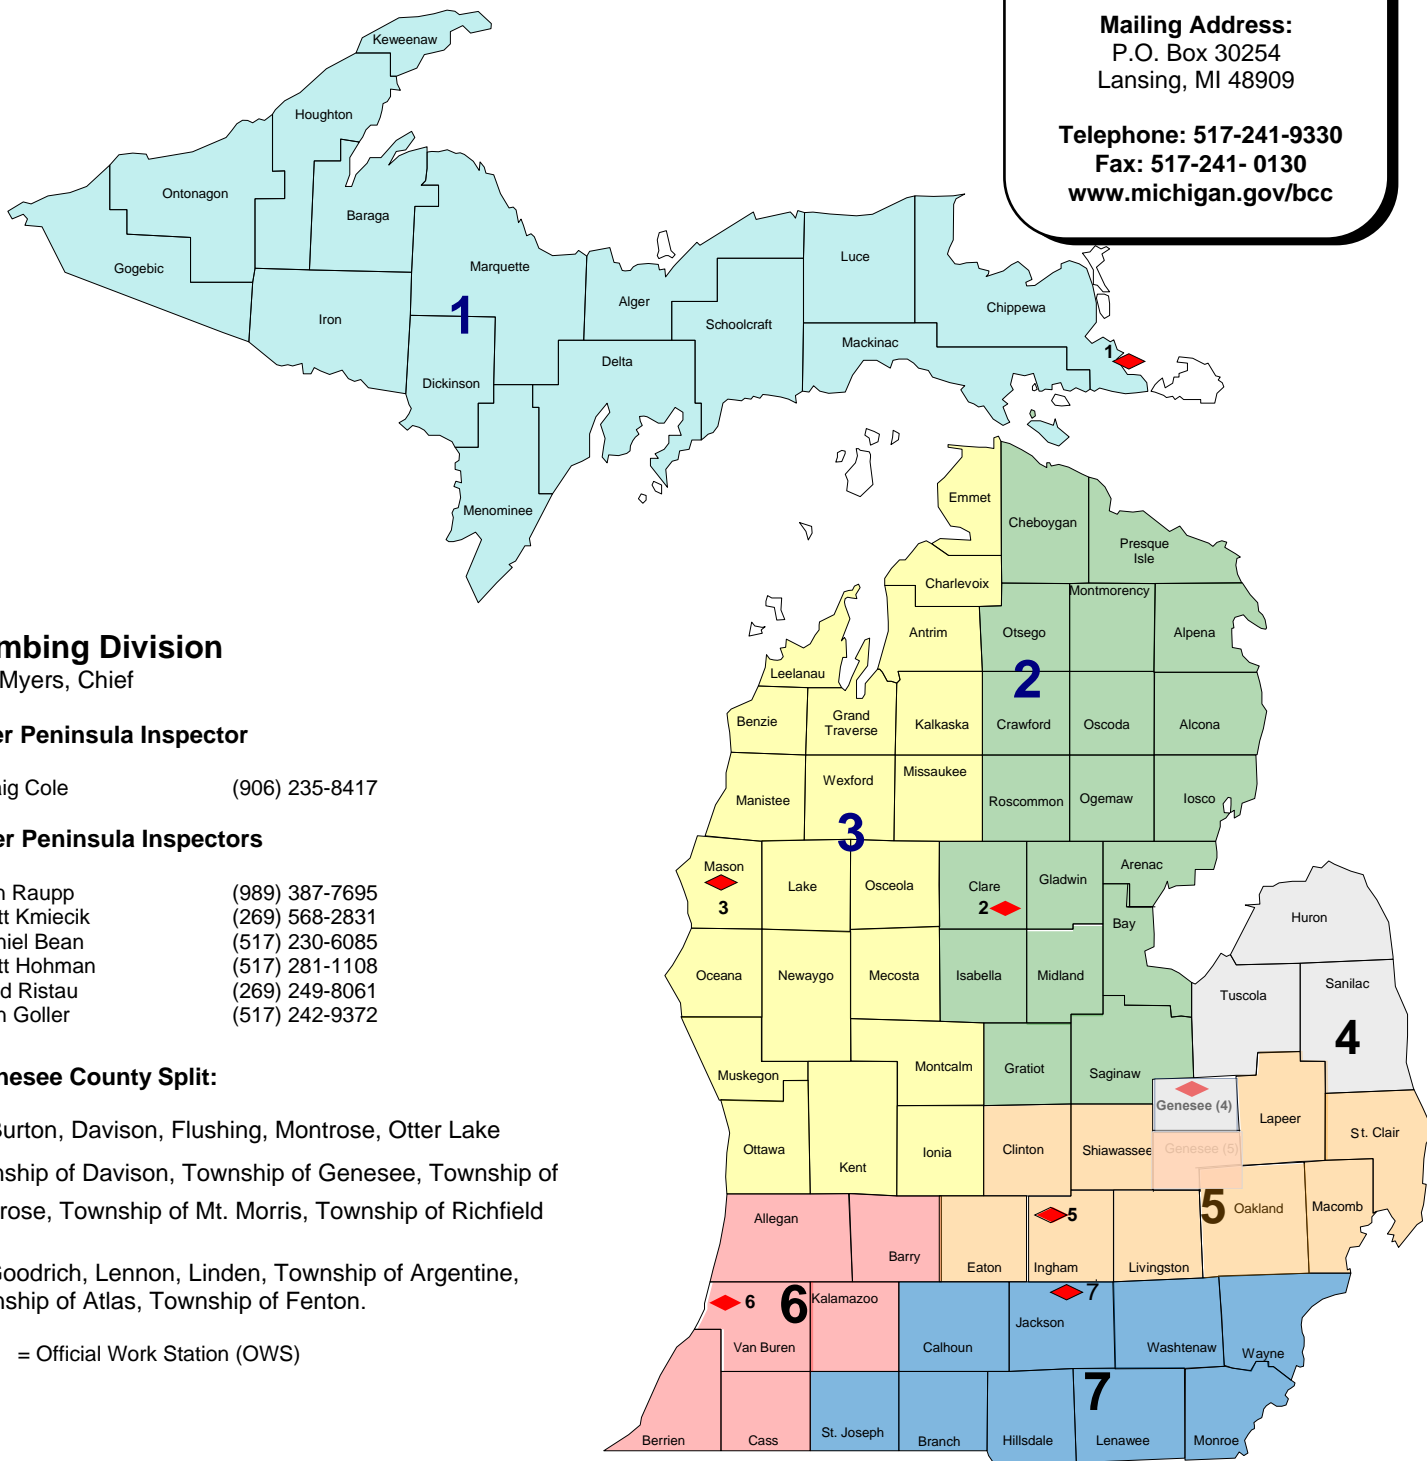 Mailing Address:
P.O. Box 30254
Lansing, MI 48909
Telephone: 517-241-9330
Fax: 517-241- 0130
www.michigan.gov/bcc
Keweenaw
Houghton
Ontonagon
Baraga
Gogebic
Marquette
Iron
1
Dickinson
Menominee
Alger
Delta
Schoolcraft
Luce
Mackinac
Chippewa
1
Emmet
Cheboygan
Presque
Isle
Charlevoix
Montmorency
Antrim
Otsego
Alpena
Leelanau
2
Benzie
Grand
Traverse
Kalkaska
Crawford
Oscoda
Alcona
Manistee
Wexford
Missaukee
Roscommon
Ogemaw
Iosco
3
Mason
3
Lake
Osceola
Clare
2
Gladwin
Arenac
Bay
Huron
Oceana
Newaygo
Mecosta
Isabella
Midland
Tuscola
Sanilac
4
Muskegon
Montcalm
Gratiot
Saginaw
Genesee (4)
Lapeer
St. Clair
Ottawa
Kent
Ionia
Clinton
Shiawassee
Genesee (5)
5
Oakland
Macomb
Allegan
Barry
Eaton
5
Ingham
Livingston
6
6
Kalamazoo
Van Buren
Calhoun
7
Jackson
Washtenaw
Wayne
7
Berrien
Cass
St. Joseph
Branch
Hillsdale
Lenawee
Monroe
mbing Division
Myers, Chief
er Peninsula Inspector
aig Cole (906) 235-8417
er Peninsula Inspectors
n Raupp (989) 387-7695
tt Kmiecik (269) 568-2831
niel Bean (517) 230-6085
tt Hohman (517) 281-1108
d Ristau (269) 249-8061
n Goller (517) 242-9372
nesee County Split:
Burton, Davison, Flushing, Montrose, Otter Lake
nship of Davison, Township of Genesee, Township of
rose, Township of Mt. Morris, Township of Richfield
Goodrich, Lennon, Linden, Township of Argentine,
nship of Atlas, Township of Fenton.
= Official Work Station (OWS)